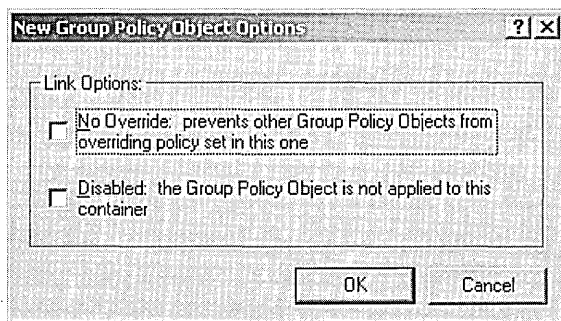 New Group Policy Object Options
Link Options:
No Override: prevents other Group Policy Objects from
overriding policy set in this one
Disabled: the Group Policy Object is not applied to this
container
OK Cancel